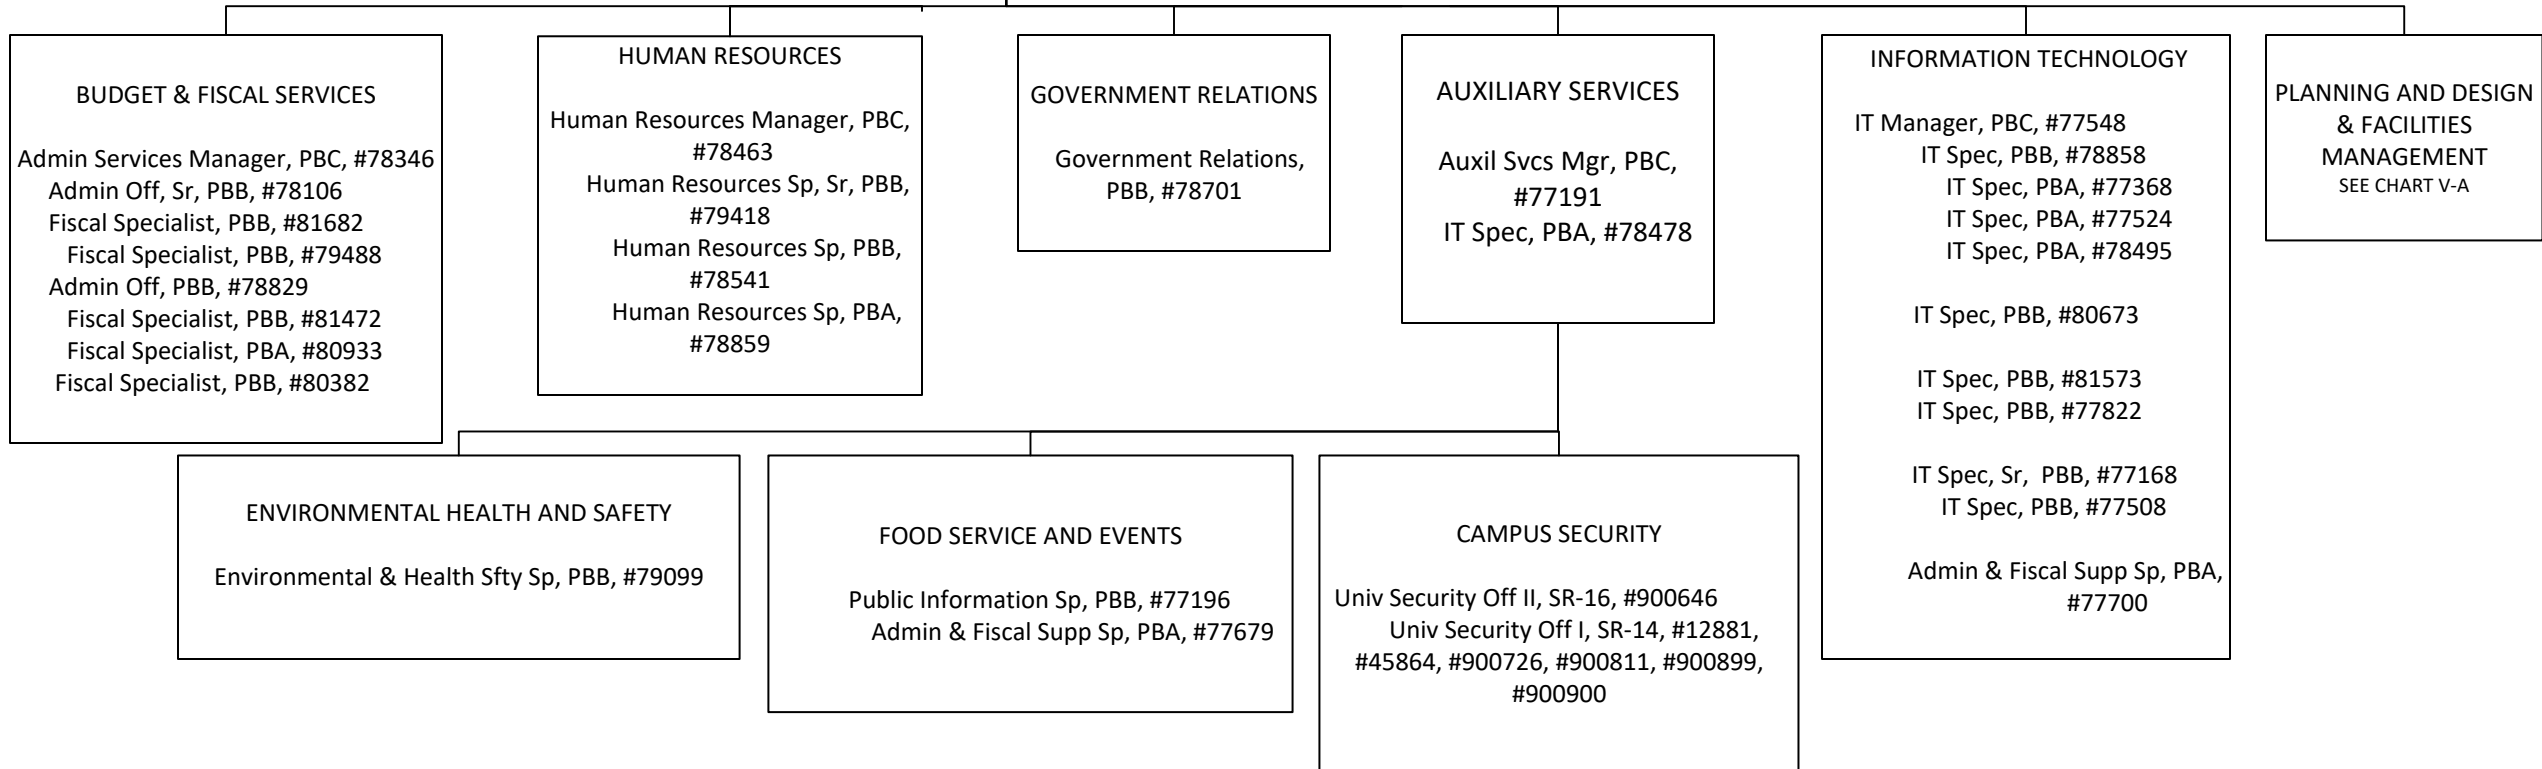 BUDGET & FISCAL SERVICES
Admin Services Manager, PBC, #78346
Admin Off, Sr, PBB, #78106
Fiscal Specialist, PBB, #81682
Fiscal Specialist, PBB, #79488
Admin Off, PBB, #78829
Fiscal Specialist, PBB, #81472
Fiscal Specialist, PBA, #80933
Fiscal Specialist, PBB, #80382
HUMAN RESOURCES
Human Resources Manager, PBC,
#78463
Human Resources Sp, Sr, PBB,
#79418
Human Resources Sp, PBB,
#78541
Human Resources Sp, PBA,
#78859
GOVERNMENT RELATIONS
Government Relations,
PBB, #78701
AUXILIARY SERVICES
Auxil Svcs Mgr, PBC,
#77191
IT Spec, PBA, #78478
INFORMATION TECHNOLOGY
IT Manager, PBC, #77548
IT Spec, PBB, #78858
IT Spec, PBA, #77368
IT Spec, PBA, #77524
IT Spec, PBA, #78495
IT Spec, PBB, #80673
IT Spec, PBB, #81573
IT Spec, PBB, #77822
IT Spec, Sr, PBB, #77168
IT Spec, PBB, #77508
Admin & Fiscal Supp Sp, PBA,
#77700
PLANNING AND DESIGN
& FACILITIES
MANAGEMENT
SEE CHART V-A
ENVIRONMENTAL HEALTH AND SAFETY
Environmental & Health Sfty Sp, PBB, #79099
FOOD SERVICE AND EVENTS
Public Information Sp, PBB, #77196
Admin & Fiscal Supp Sp, PBA, #77679
CAMPUS SECURITY
Univ Security Off II, SR-16, #900646
Univ Security Off I, SR-14, #12881,
#45864, #900726, #900811, #900899,
#900900